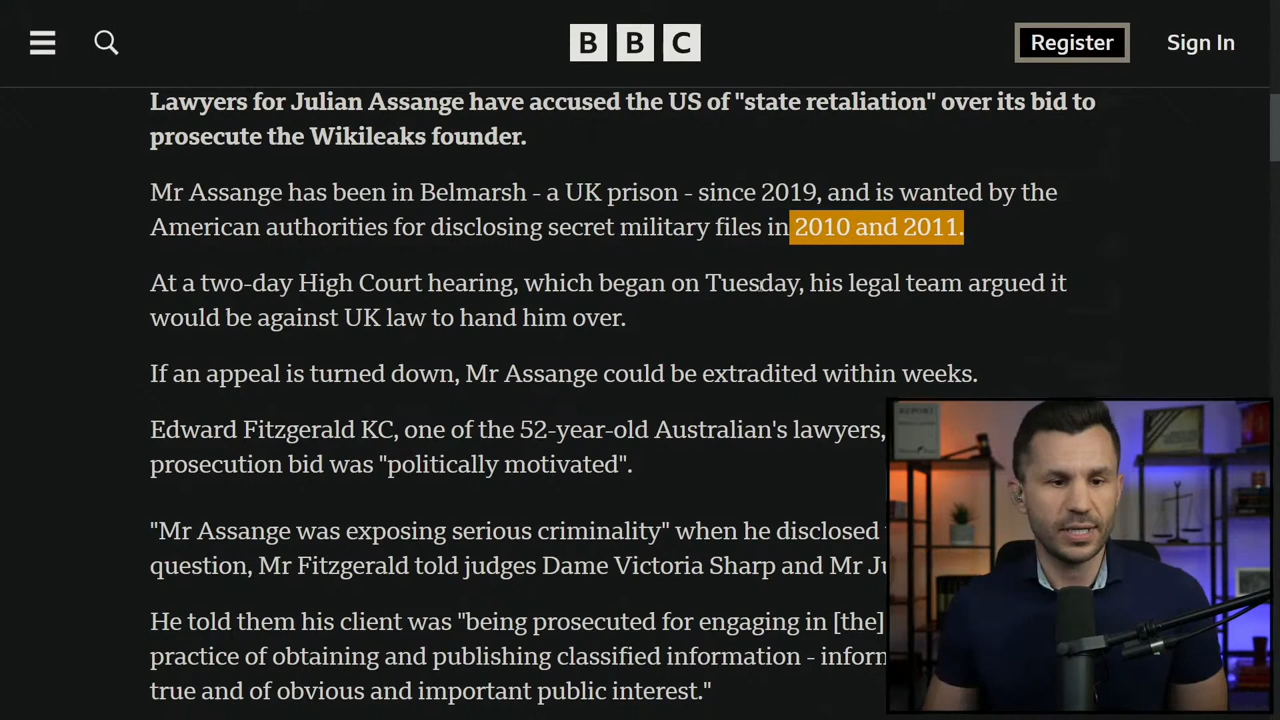 BBC
Register
Sign In
Lawyers for Julian Assange have accused the US of "state retaliation" over its bid to
prosecute the Wikileaks founder.
Mr Assange has been in Belmarsh - a UK prison - since 2019, and is wanted by the
American authorities for disclosing secret military files in 2010 and 2011.
At a two-day High Court hearing, which began on Tuesday, his legal team argued it
would be against UK law to hand him over.
If an appeal is turned down, Mr Assange could be extradited within weeks.
Edward Fitzgerald KC, one of the 52-year-old Australian's lawyers,
prosecution bid was "politically motivated".
"Mr Assange was exposing serious criminality" when he disclosed
question, Mr Fitzgerald told judges Dame Victoria Sharp and Mr
He told them his client was "being prosecuted for engaging in [the]
practice of obtaining and publishing classified information -
true and of obvious and important public interest."
REPORT